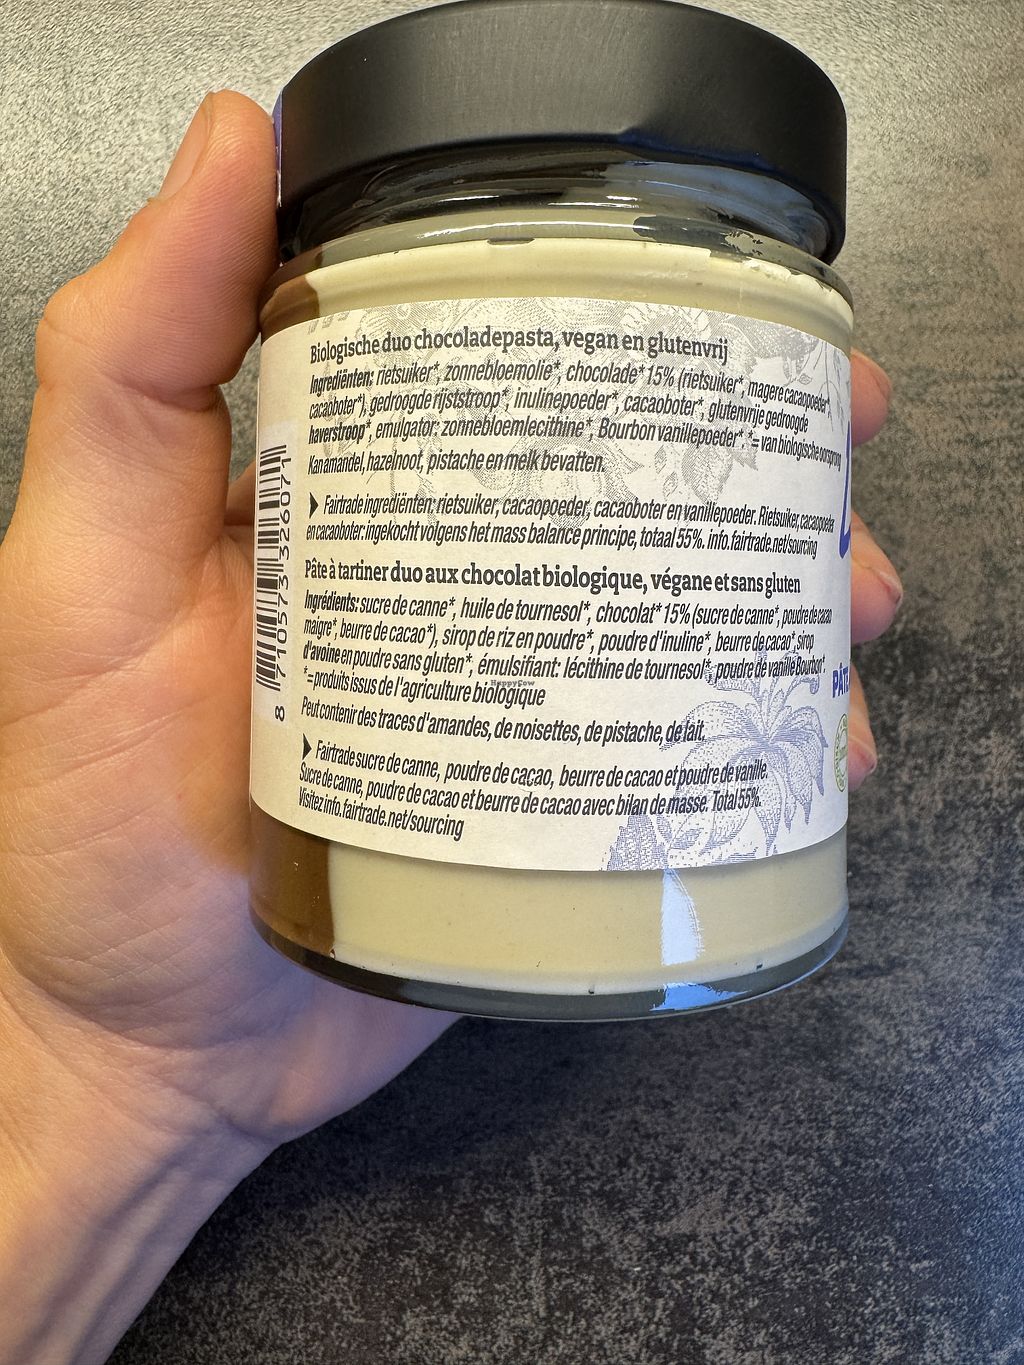 Biologische duo chocoladepasta, vegan en glutenvrij
Ingrediënten: rietsuiker*, zonnebloemolie*, chocolade* 15% (rietsuiker*, magere cacaopoeder*,
cacaoboter*), gedroogde rijststroop*, inulinepoeder*, cacaoboter*, glutenvrije gedroogde
haverstroop*, emulgator: zonnebloemlecithine*, Bourbon vanillepoeder*. *= van biologische oorsprong
Kan amandel, hazelnoot, pistache en melk bevatten.
Fairtrade ingrediënten: rietsuiker, cacaopoeder, cacaoboter en vanillepoeder. Rietsuiker, cacaopoeder
en cacaoboter: ingekocht volgens het mass balance principe, totaal 55%. info.fairtrade.net/sourcing
Pâte à tartiner duo aux chocolat biologique, végane et sans gluten
Ingrédients: sucre de canne*, huile de tournesol*, chocolat* 15% (sucre de canne*, poudre de cacao
maigre*, beurre de cacao*), sirop de riz en poudre*, poudre d'inuline*, beurre de cacao*, sirop
d'avoine en poudre sans gluten*, émulsifiant: lécithine de tournesol*, poudre de vanille Bourbon*.
*= produits issus de l'agriculture biologique
HappyCow
Peut contenir des traces d'amandes, de noisettes, de pistache, de lait.
Fairtrade sucre de canne, poudre de cacao, beurre de cacao et poudre de vanille.
Sucre de canne, poudre de cacao et beurre de cacao avec bilan de masse. Total 55%.
Visitez info.fairtrade.net/sourcing
8 710573 326071